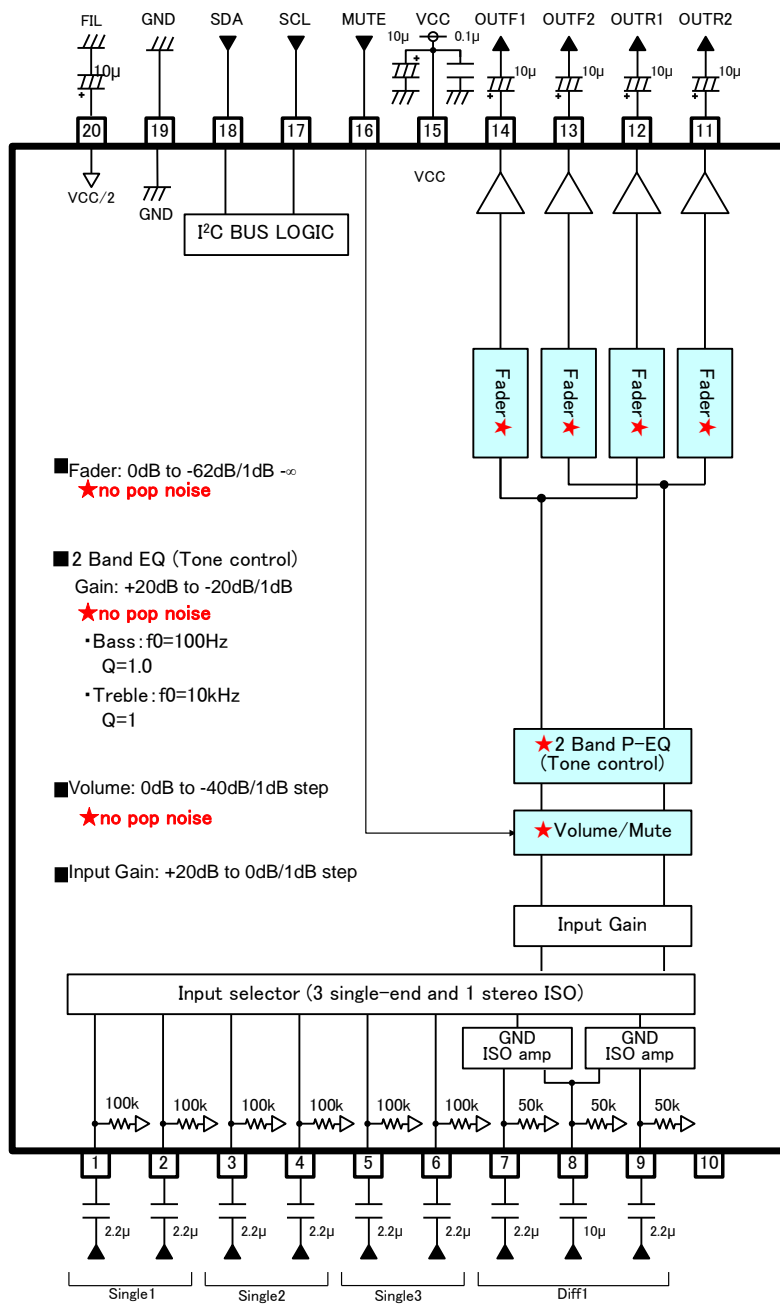 FIL GND SDA SCL MUTE VCC OUTF1 OUTF2 OUTR1 OUTR2
10µ 10µ 0.1µ 10µ 10µ 10µ 10µ
+ + + + + +
20 19 18 17 16 15 14 13 12 11
VCC/2 GND VCC
I²C BUS LOGIC
Fader★ Fader★ Fader★ Fader★
■Fader: 0dB to -62dB/1dB -∞
★no pop noise
■2 Band EQ (Tone control)
Gain: +20dB to -20dB/1dB
★no pop noise
・Bass:f0=100Hz
Q=1.0
・Treble:f0=10kHz
Q=1
★2 Band P-EQ
(Tone control)
■Volume: 0dB to -40dB/1dB step
★no pop noise
★Volume/Mute
■Input Gain: +20dB to 0dB/1dB step
Input Gain
Input selector (3 single-end and 1 stereo ISO)
GND
ISO amp
GND
ISO amp
100k 100k 100k 100k 100k 100k 50k 50k 50k
1 2 3 4 5 6 7 8 9 10
2.2µ 2.2µ 2.2µ 2.2µ 2.2µ 2.2µ 2.2µ 10µ 2.2µ
Single1 Single2 Single3 Diff1